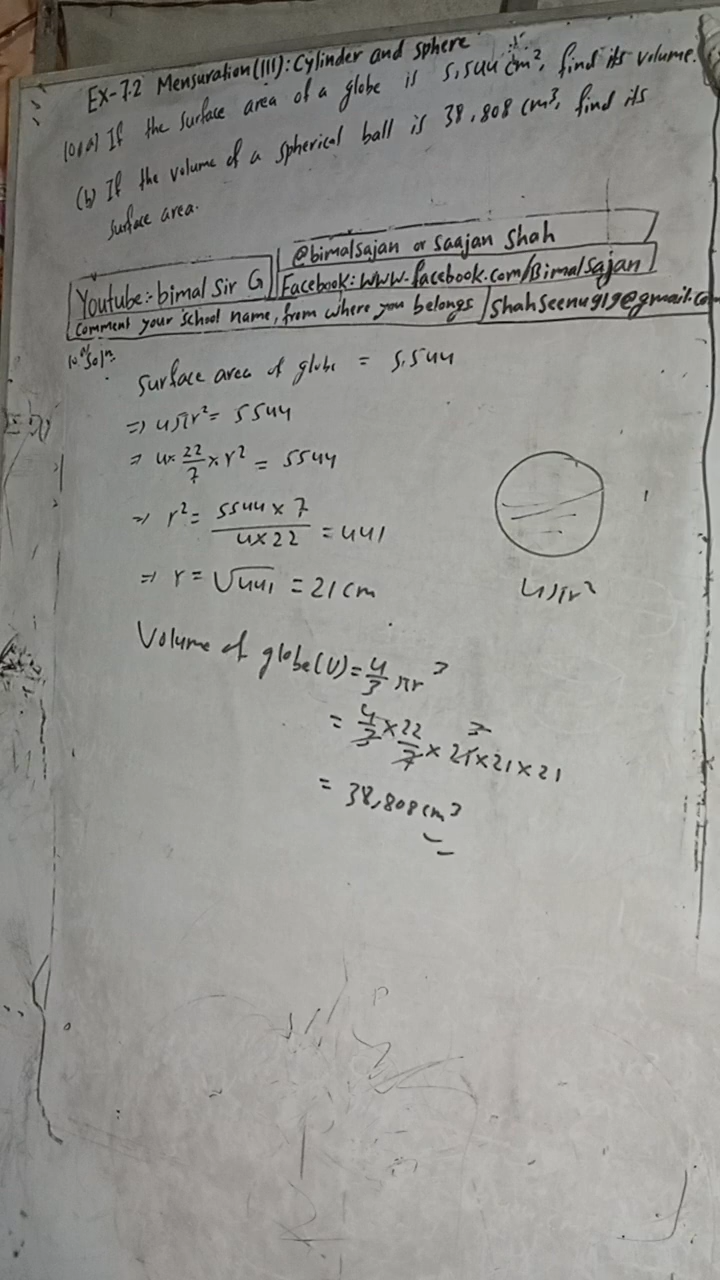 Ex-7.2 Mensuration(III): Cylinder and sphere
10.(a) If the surface area of a globe is 5,544 cm², find its volume.
(b) If the volume of a spherical ball is 38,808 cm³, find its
surface area.
@bimalsajan or Saajan Shah
Youtube:- bimal Sir G
Facebook: www.facebook.com/Bimalsajan
Comment your school name, from where you belongs
Shahseenu919@gmail.com
10 a) Solⁿ:
Surface area of globe = 5,544
⇒ 4πr² = 5544
⇒ 4× 22/7 × r² = 5544
⇒ r² = 5544 × 7 / 4×22 = 441
⇒ r = √441 = 21 cm
4πr²
Volume of globe (V) = 4/3 πr³
= 4/3 × 22/7 × 21×21×21
= 38,808 cm³